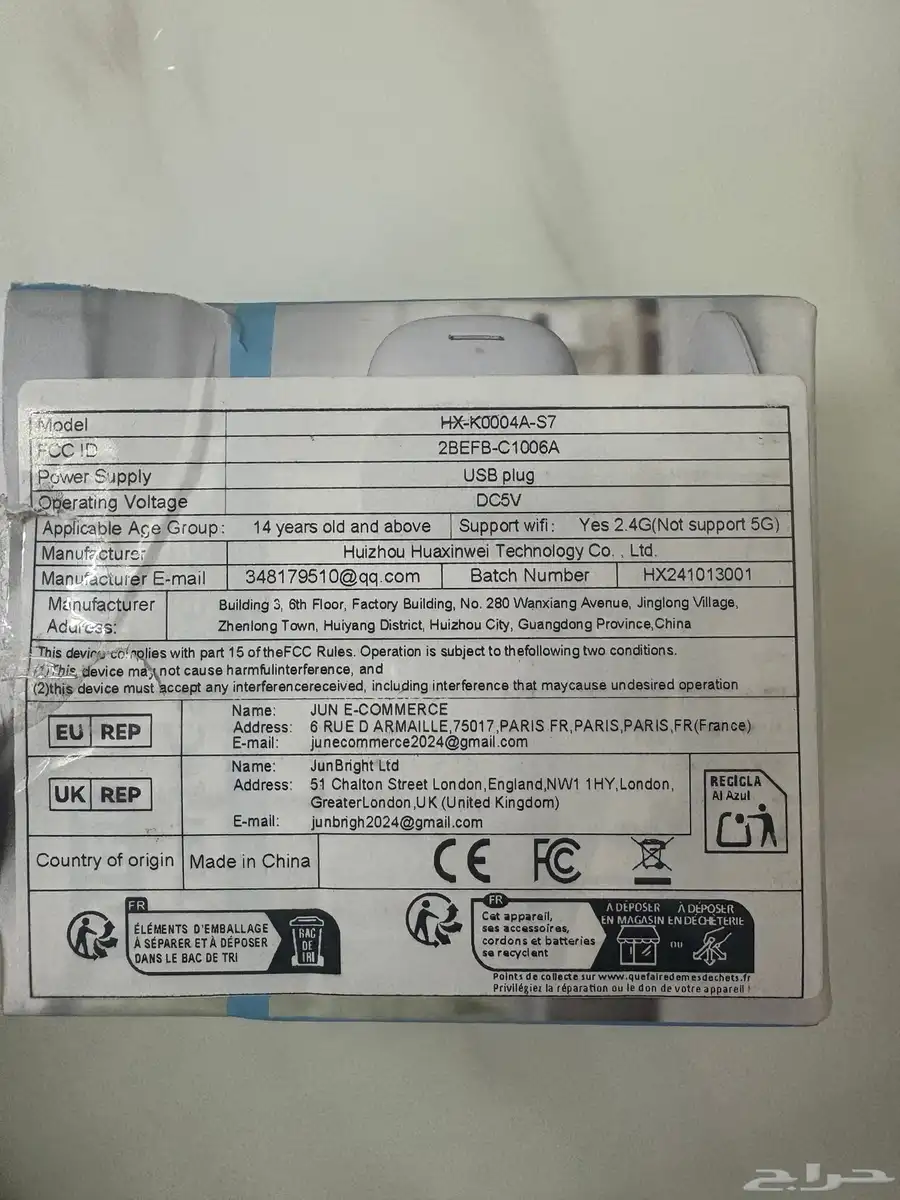 Model HX-K0004A-S7
FCC ID 2BEFB-C1006A
Power Supply USB plug
Operating Voltage DC5V
Applicable Age Group: 14 years old and above Support wifi: Yes 2.4G(Not support 5G)
Manufacturer Huizhou Huaxinwei Technology Co., Ltd.
Manufacturer E-mail 348179510@qq.com Batch Number HX241013001
Manufacturer Address: Building 3, 6th Floor, Factory Building, No. 280 Wanxiang Avenue, Jinglong Village,
Zhenlong Town, Huiyang District, Huizhou City, Guangdong Province,China
This device complies with part 15 of theFCC Rules. Operation is subject to thefollowing two conditions.
(1)This device may not cause harmfulinterference, and
(2)this device must accept any interferencereceived, including interference that maycause undesired operation
EU REP
Name: JUN E-COMMERCE
Address: 6 RUE D ARMAILLE,75017,PARIS FR,PARIS,PARIS,FR(France)
E-mail: junecommerce2024@gmail.com
UK REP
Name: JunBright Ltd
Address: 51 Chalton Street London,England,NW1 1HY,London,
GreaterLondon,UK (United Kingdom)
E-mail: junbrigh2024@gmail.com
RECICLA
Al Azul
Country of origin Made in China
CE FC
FR
ÉLÉMENTS D'EMBALLAGE
À SÉPARER ET À DÉPOSER
DANS LE BAC DE TRI
BAC
DE
TRI
FR
Cet appareil,
ses accessoires,
cordons et batteries
se recyclent
À DÉPOSER
EN MAGASIN
OU
À DÉPOSER
EN DÉCHÈTERIE
Points de collecte sur www.quefairedemesdechets.fr
Privilégiez la réparation ou le don de votre appareil !
حراج